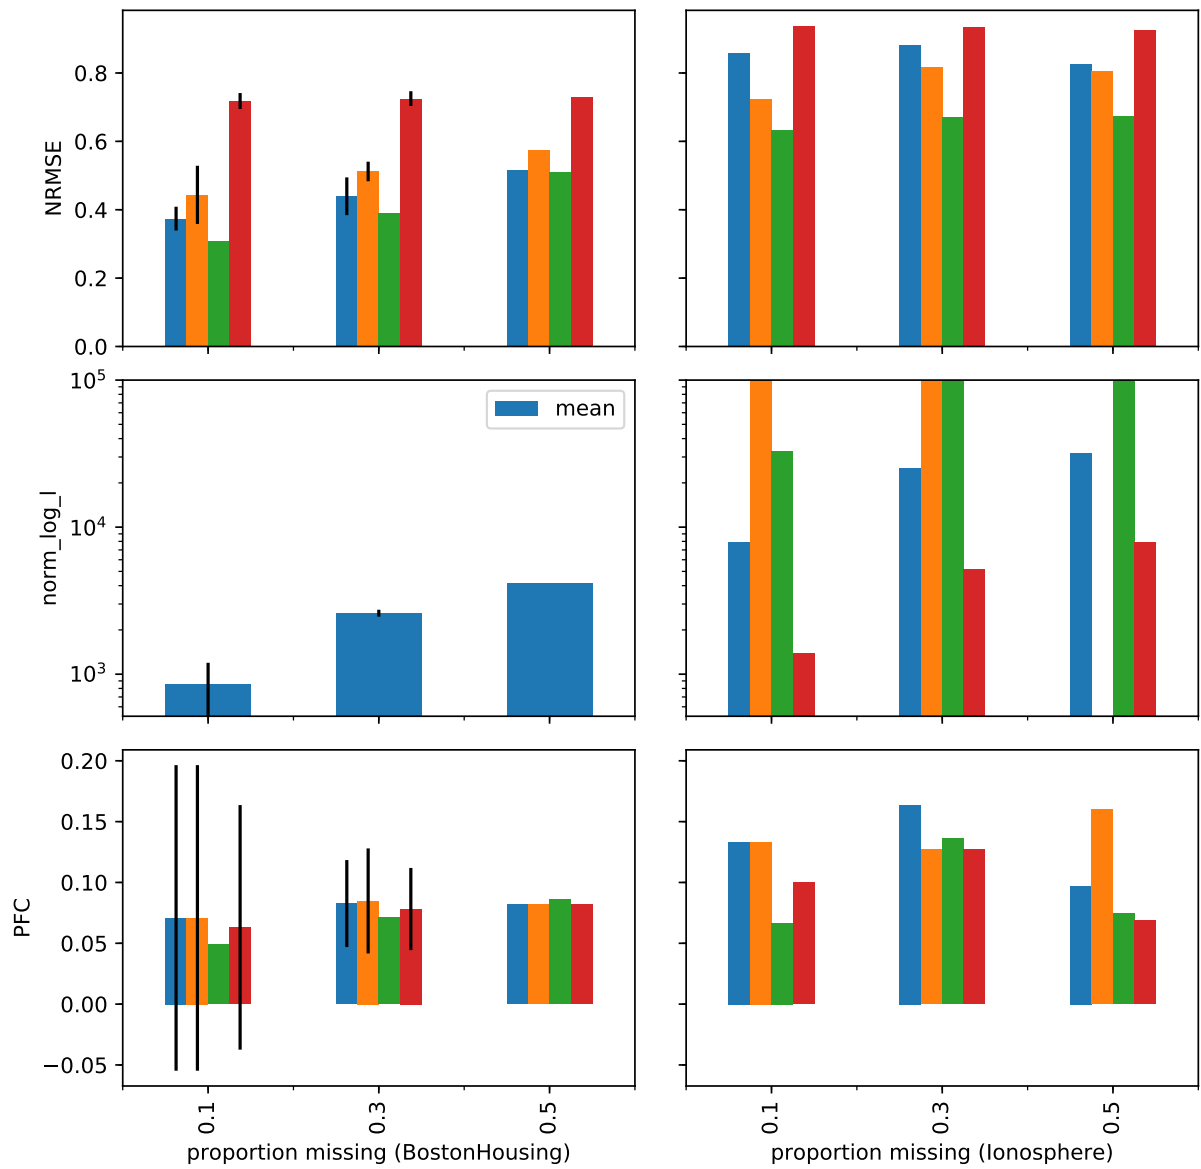 0.8
0.6
NRMSE
0.4
0.2
0.0
10^5
mean
10^4
norm_log_l
10^3
0.20
0.15
0.10
PFC
0.05
0.00
−0.05
0.1 0.3 0.5 0.1 0.3 0.5
proportion missing (BostonHousing)
proportion missing (Ionosphere)